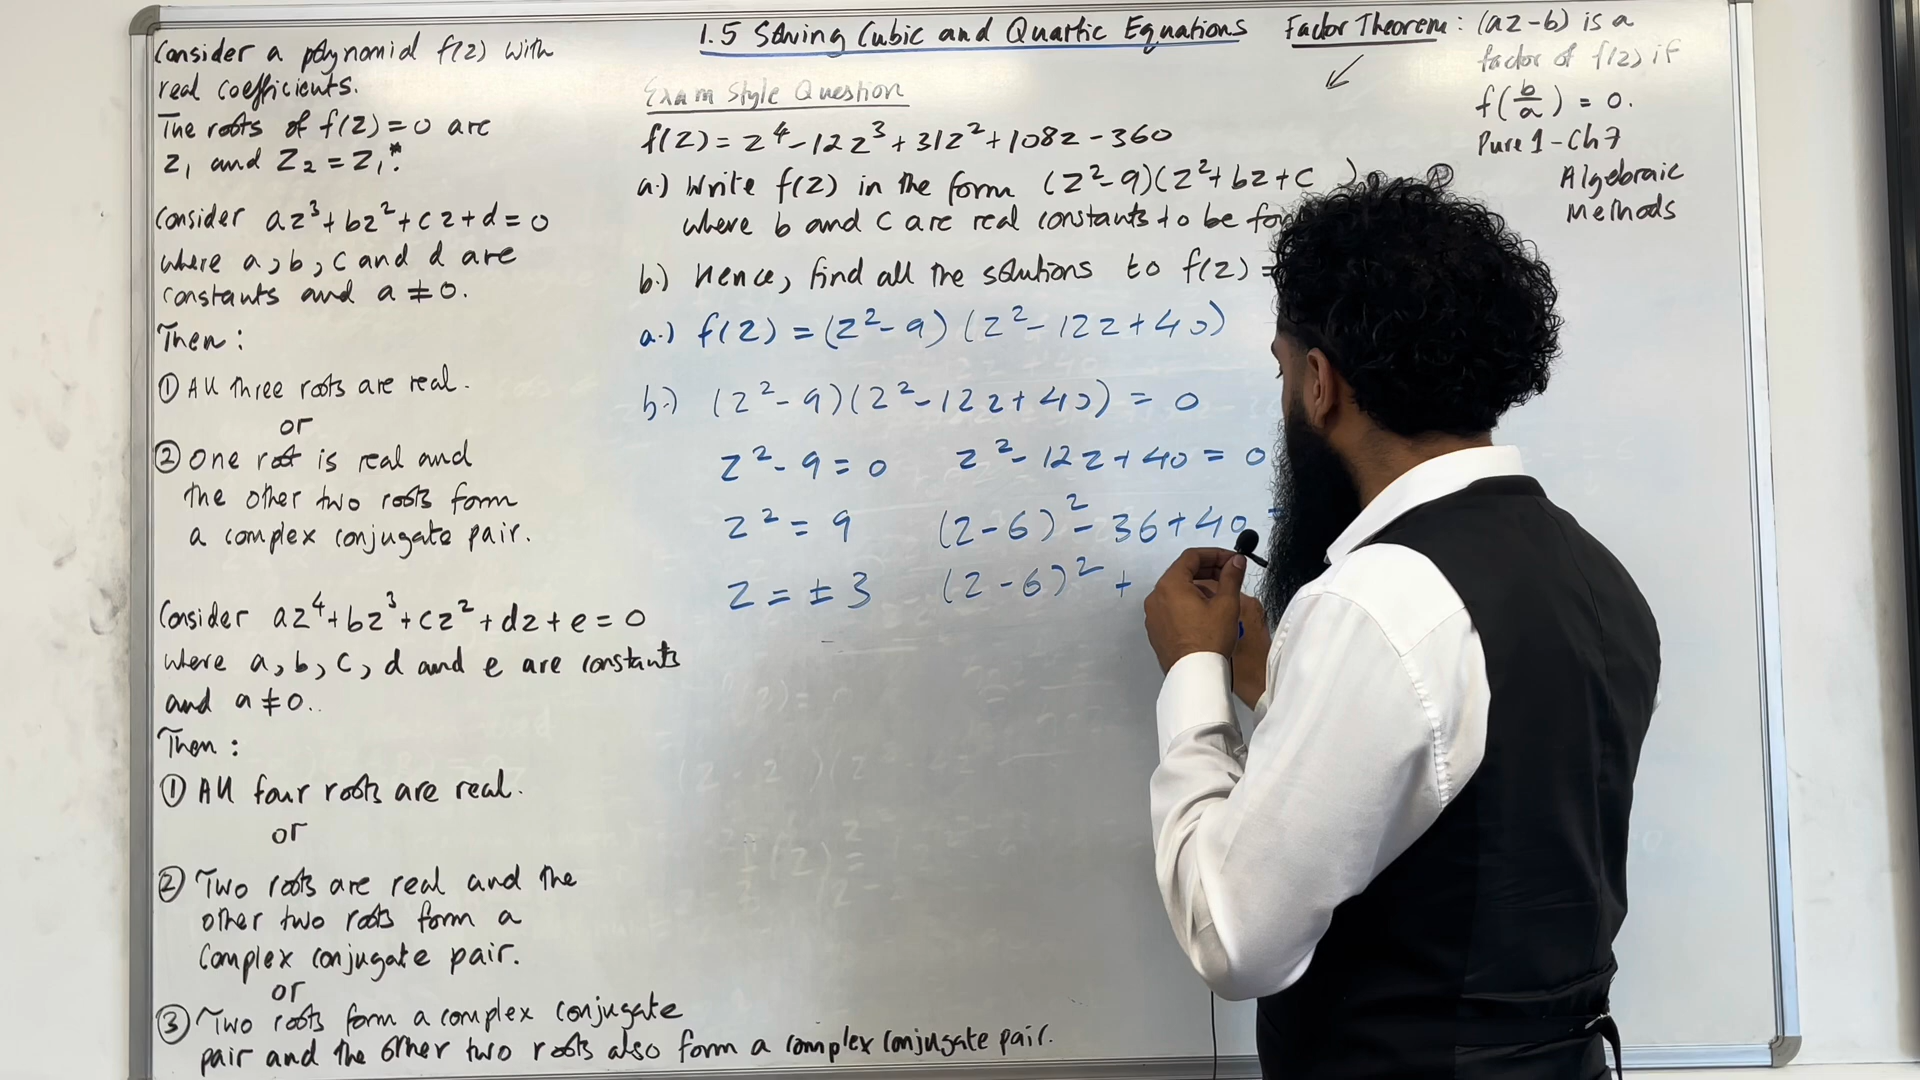 1.5 Solving Cubic and Quartic Equations
Consider a polynomial f(z) with
real coefficients.
The roots of f(z) = 0 are
z₁ and z₂ = z₁*.
Consider az³ + bz² + cz + d = 0
where a, b, c and d are
constants and a ≠ 0.
Then :
① All three roots are real.
or
② One root is real and
the other two roots form
a complex conjugate pair.
Consider az⁴ + bz³ + cz² + dz + e = 0
where a, b, c, d and e are constants
and a ≠ 0.
Then :
① All four roots are real.
or
② Two roots are real and the
other two roots form a
complex conjugate pair.
or
③ Two roots form a complex conjugate
pair and the other two roots also form a complex conjugate pair.
Exam Style Question
f(z) = z⁴ - 12z³ + 31z² + 108z - 360
a.) Write f(z) in the form (z² - 9)(z² + bz + c)
where b and c are real constants to be
b.) Hence, find all the solutions to f(z) =
a.) f(z) = (z² - 9) (z² - 12z + 40)
b.) (z² - 9)(z² - 12z + 40) = 0
z² - 9 = 0 z² - 12z + 40 = 0
z² = 9 (z - 6)² - 36 + 40 =
z = ± 3 (z - 6)² +
Factor Theorem : (az - b) is a
factor of f(z) if
f(b/a) = 0.
Pure 1 - Ch 7
Algebraic
Methods